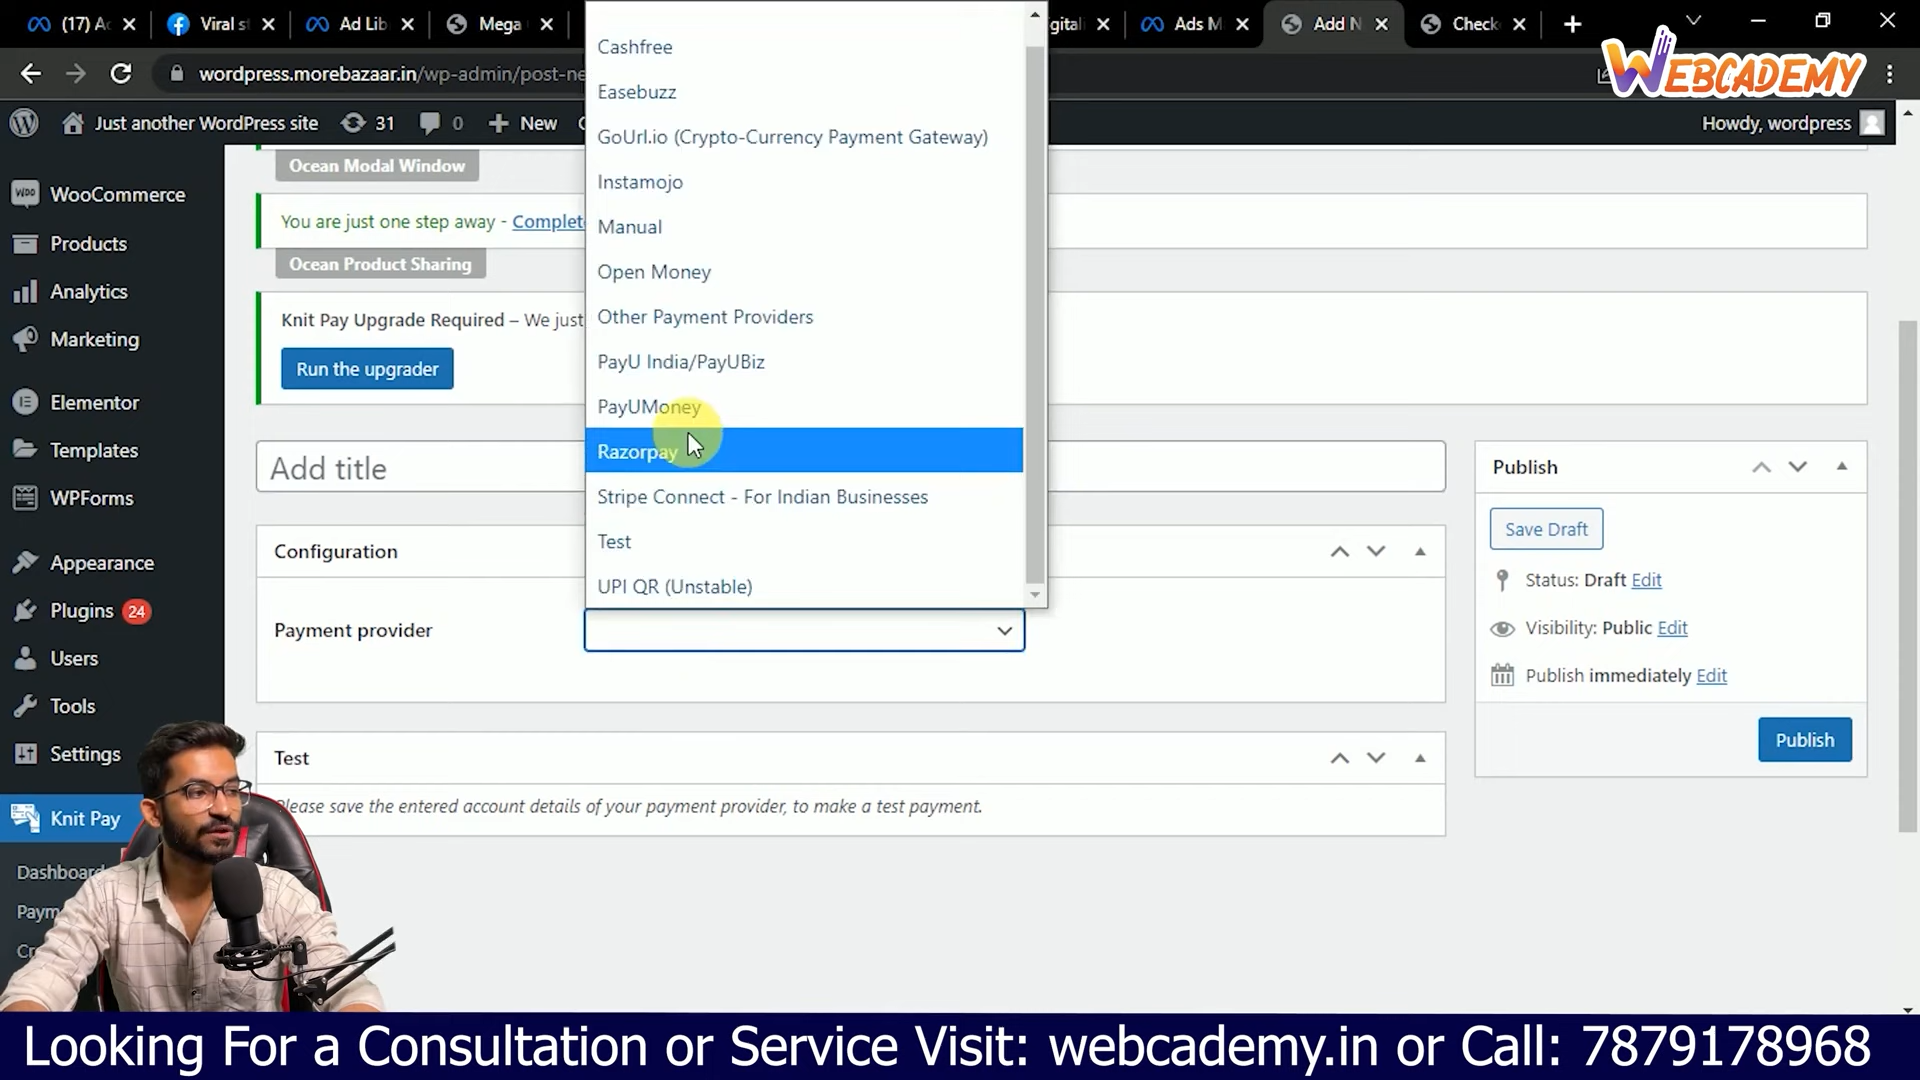 (17) A
Viral s
Ad Lib
Mega
gitali
Ads M
Add N
Check
wordpress.morebazaar.in/wp-admin/post-ne
WEBCADEMY
Just another WordPress site
31
0
New
Howdy, wordpress
Cashfree
Easebuzz
GoUrl.io (Crypto-Currency Payment Gateway)
Instamojo
Manual
Open Money
Other Payment Providers
PayU India/PayUBiz
PayUMoney
Razorpay
Stripe Connect - For Indian Businesses
Test
UPI QR (Unstable)
WooCommerce
Products
Analytics
Marketing
Elementor
Templates
WPForms
Appearance
Plugins 24
Users
Tools
Settings
Knit Pay
Dashboard
Paym
Ocean Modal Window
You are just one step away - Complet
Ocean Product Sharing
Knit Pay Upgrade Required – We just
Run the upgrader
Add title
Configuration
Payment provider
Test
Please save the entered account details of your payment provider, to make a test payment.
Publish
Save Draft
Status: Draft Edit
Visibility: Public Edit
Publish immediately Edit
Publish
Looking For a Consultation or Service Visit: webcademy.in or Call: 7879178968